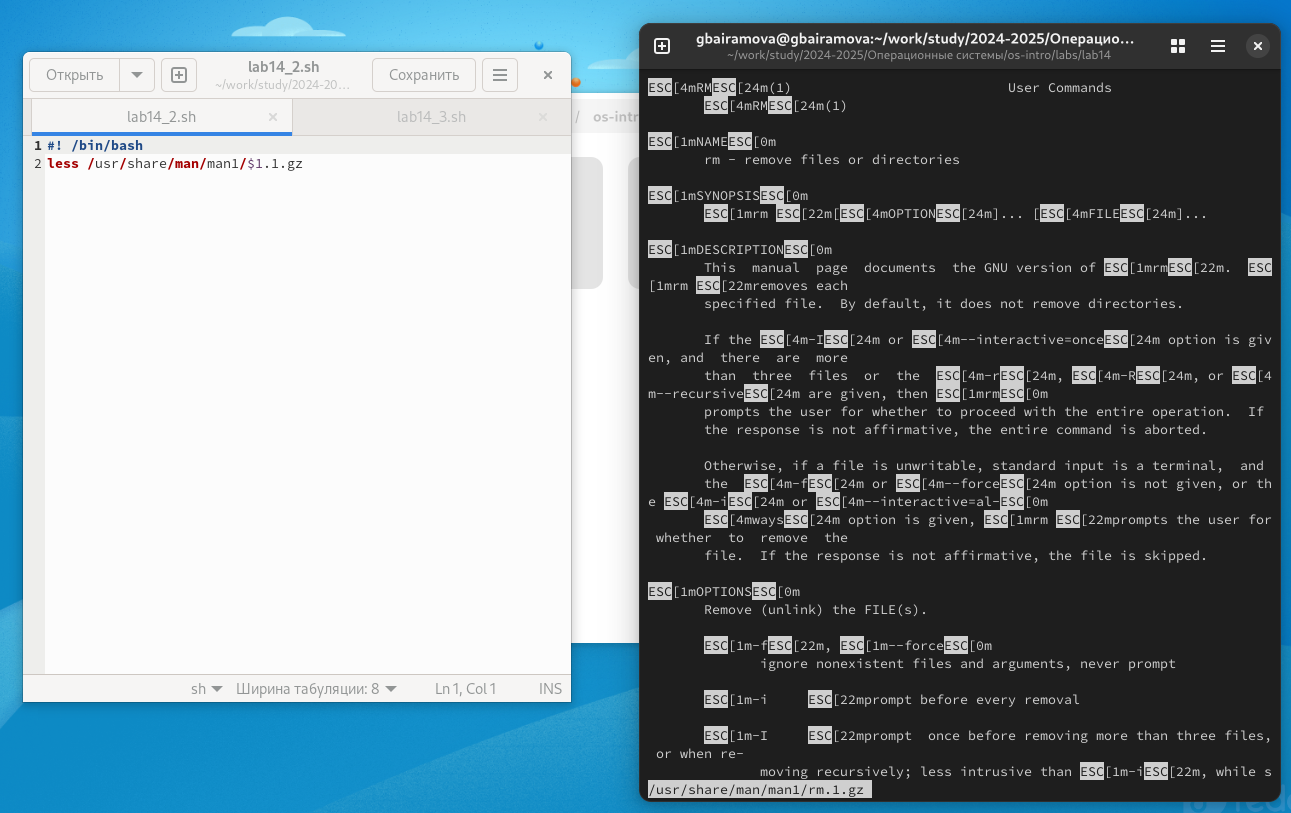 Открыть
lab14_2.sh
~/work/study/2024-20...
Сохранить
lab14_2.sh
lab14_3.sh
1 #! /bin/bash
2 less /usr/share/man/man1/$1.1.gz
sh
Ширина табуляции: 8
Ln 1, Col 1
INS
/ os-intr
gbairamova@gbairamova:~/work/study/2024-2025/Операцио...
~/work/study/2024-2025/Операционные системы/os-intro/labs/lab14
ESC[4mRMESC[24m(1) User Commands
ESC[4mRMESC[24m(1)
ESC[1mNAMEESC[0m
rm - remove files or directories
ESC[1mSYNOPSISESC[0m
ESC[1mrm ESC[22m[ESC[4mOPTIONESC[24m]... [ESC[4mFILEESC[24m]...
ESC[1mDESCRIPTIONESC[0m
This manual page documents the GNU version of ESC[1mrmESC[22m. ESC
[1mrm ESC[22mremoves each
specified file. By default, it does not remove directories.
If the ESC[4m-IESC[24m or ESC[4m--interactive=onceESC[24m option is giv
en, and there are more
than three files or the ESC[4m-rESC[24m, ESC[4m-RESC[24m, or ESC[4
m--recursiveESC[24m are given, then ESC[1mrmESC[0m
prompts the user for whether to proceed with the entire operation. If
the response is not affirmative, the entire command is aborted.
Otherwise, if a file is unwritable, standard input is a terminal, and
the ESC[4m-fESC[24m or ESC[4m--forceESC[24m option is not given, or th
e ESC[4m-iESC[24m or ESC[4m--interactive=al-ESC[0m
ESC[4mwaysESC[24m option is given, ESC[1mrm ESC[22mprompts the user for
whether to remove the
file. If the response is not affirmative, the file is skipped.
ESC[1mOPTIONSESC[0m
Remove (unlink) the FILE(s).
ESC[1m-fESC[22m, ESC[1m--forceESC[0m
ignore nonexistent files and arguments, never prompt
ESC[1m-i ESC[22mprompt before every removal
ESC[1m-I ESC[22mprompt once before removing more than three files,
or when re-
moving recursively; less intrusive than ESC[1m-iESC[22m, while s
/usr/share/man/man1/rm.1.gz